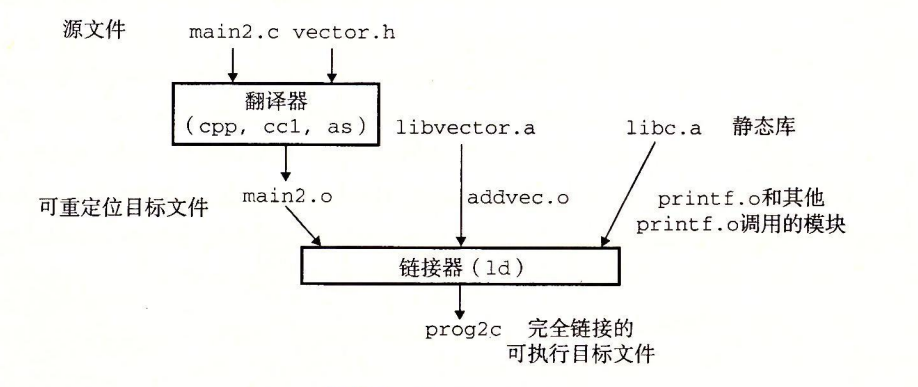 源文件 main2.c vector.h
翻译器
(cpp, cc1, as)
libvector.a
libc.a 静态库
可重定位目标文件
main2.o
addvec.o
printf.o和其他
printf.o调用的模块
链接器(ld)
prog2c 完全链接的
可执行目标文件